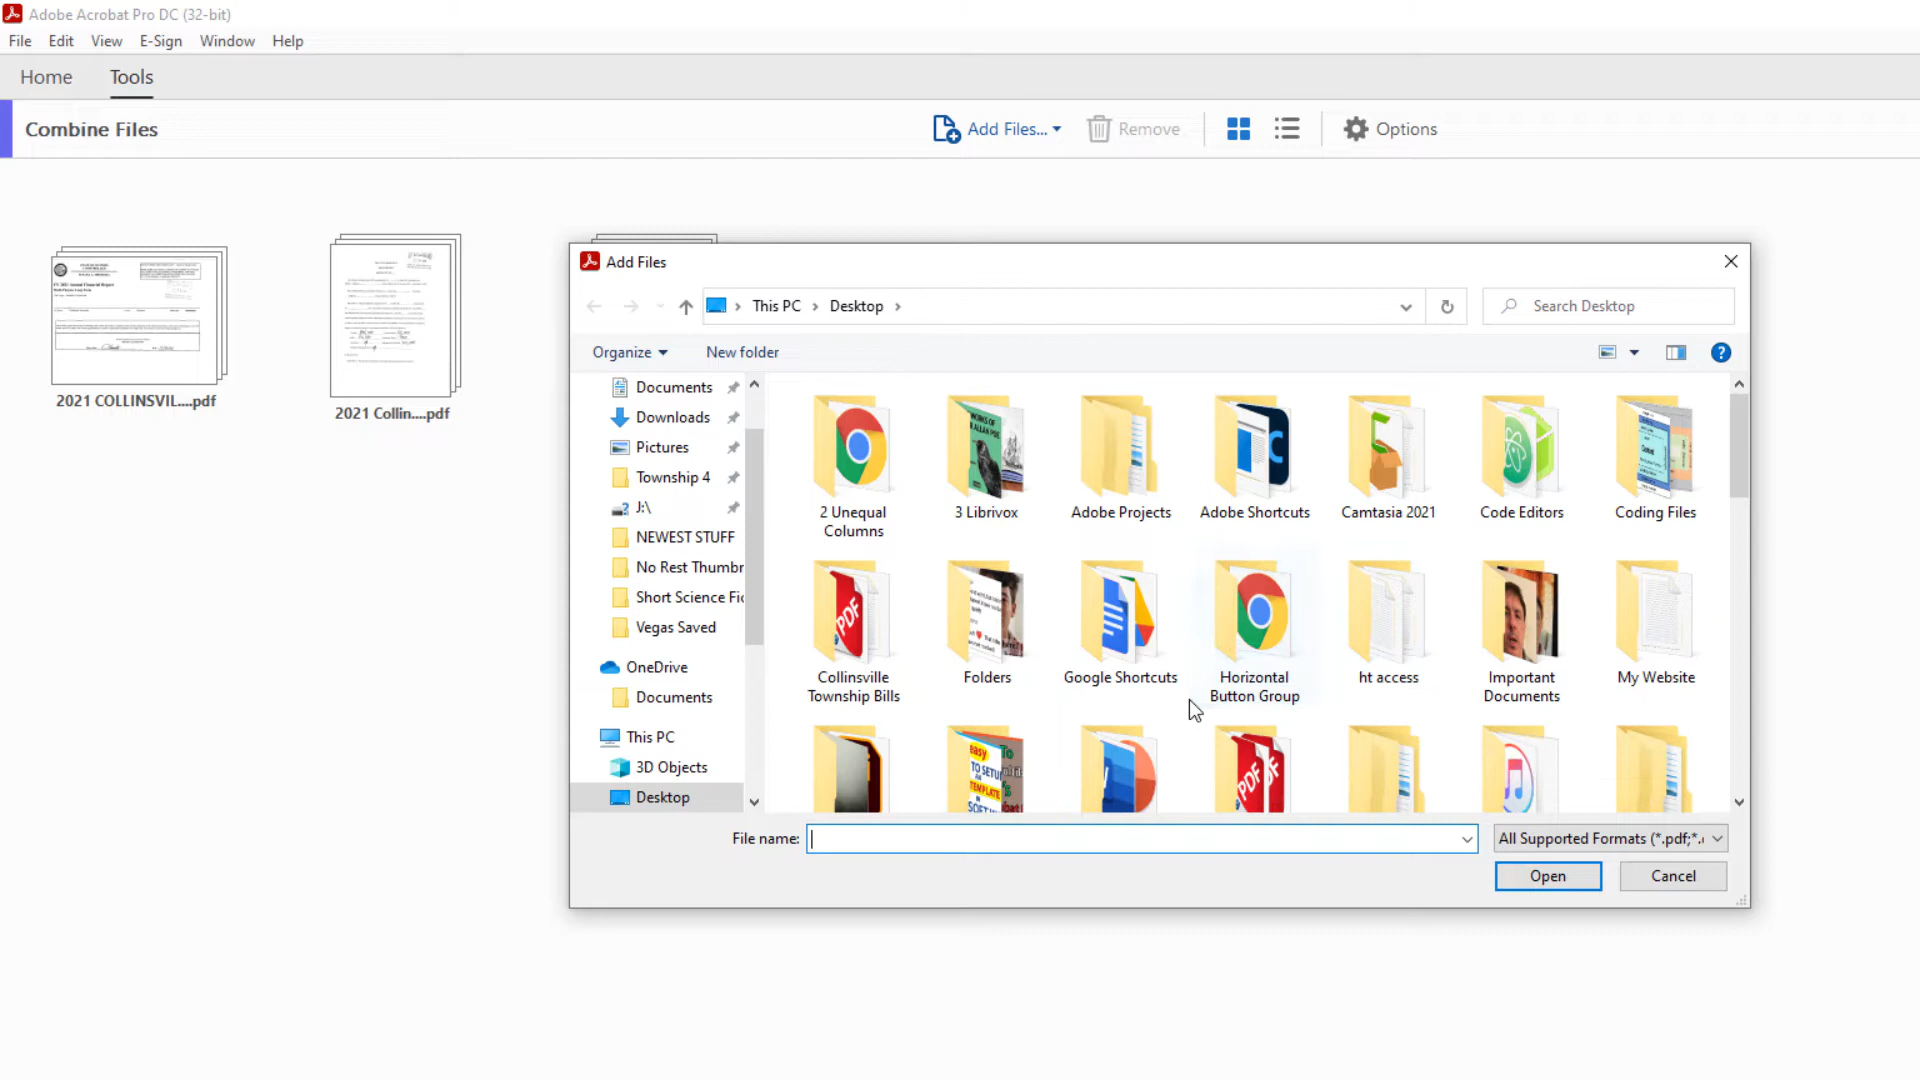 Adobe Acrobat Pro DC (32-bit)
File Edit View E-Sign Window Help
Home Tools
Combine Files
Add Files...
Remove
Options
2021 COLLINSVIL....pdf
2021 Collin....pdf
Add Files
This PC
Desktop
Search Desktop
Organize
New folder
Documents
Downloads
Pictures
Township 4
J:\
NEWEST STUFF
No Rest Thumbr
Short Science Fic
Vegas Saved
OneDrive
Documents
This PC
3D Objects
Desktop
2 Unequal
Columns
3 Librivox
Adobe Projects
Adobe Shortcuts
Camtasia 2021
Code Editors
Coding Files
Collinsville
Township Bills
Folders
Google Shortcuts
Horizontal
Button Group
ht access
Important
Documents
My Website
File name:
All Supported Formats (*.pdf;*.
Open
Cancel